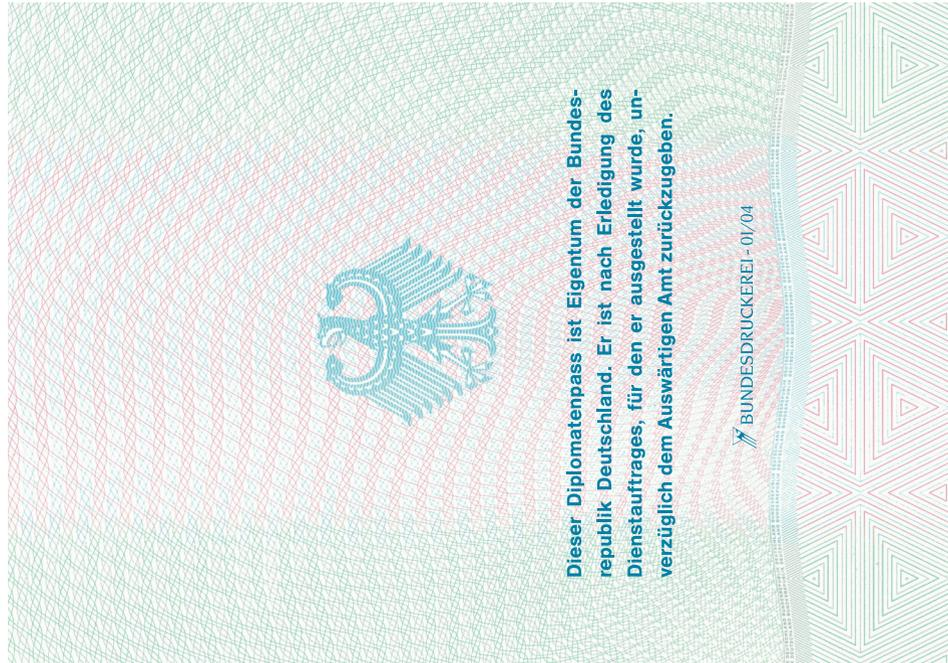 Dieser Diplomatenpass ist Eigentum der Bundes-
republik Deutschland. Er ist nach Erledigung des
Dienstauftrages, für den er ausgestellt wurde, un-
verzüglich dem Auswärtigen Amt zurückzugeben.
BUNDESDRUCKEREI - 01/04